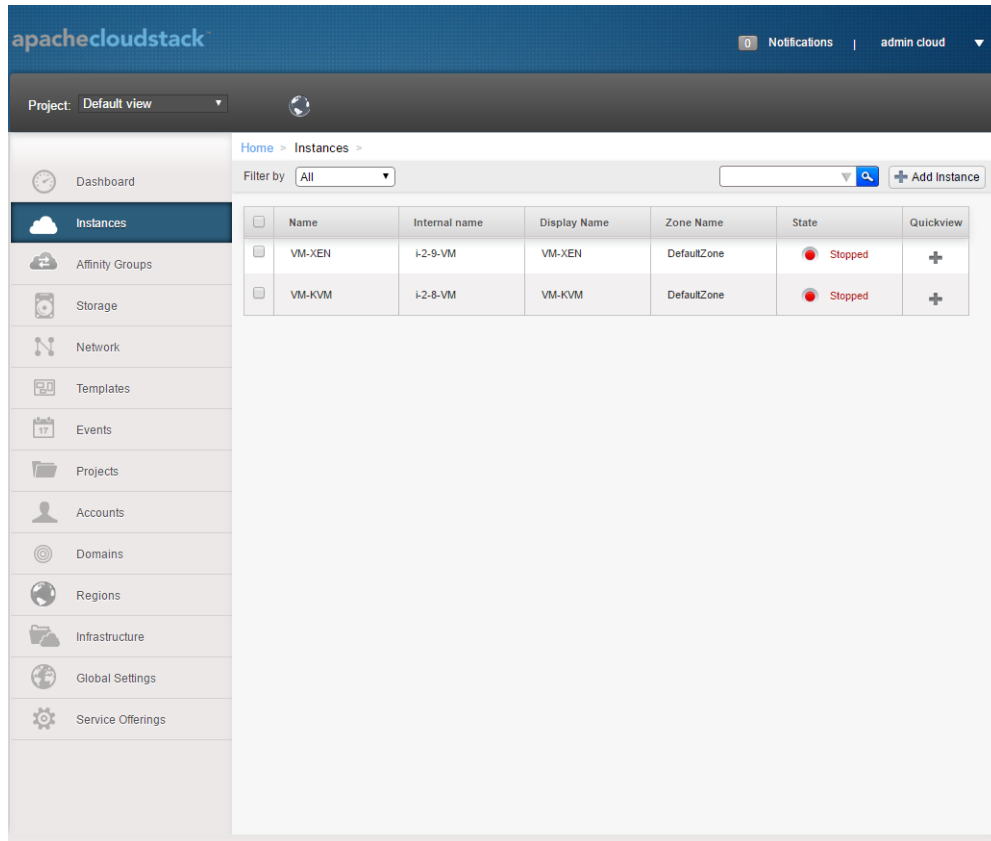 apachecloudstack™
0 Notifications | admin cloud
Project: Default view
Home > Instances >
Filter by All
Add Instance
Dashboard
Instances
Affinity Groups
Storage
Network
Templates
17
Events
Projects
Accounts
Domains
Regions
Infrastructure
Global Settings
Service Offerings
Name Internal name Display Name Zone Name State Quickview
VM-XEN i-2-9-VM VM-XEN DefaultZone Stopped
VM-KVM i-2-8-VM VM-KVM DefaultZone Stopped